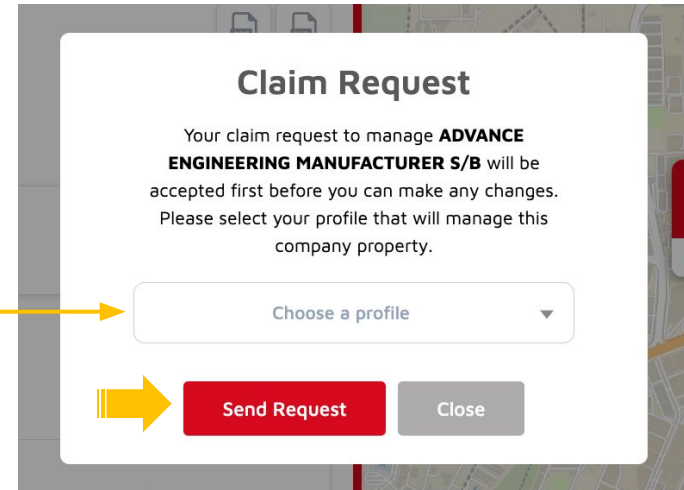 Claim Request
Your claim request to manage ADVANCE
ENGINEERING MANUFACTURER S/B will be
accepted first before you can make any changes.
Please select your profile that will manage this
company property.
Choose a profile
Send Request
Close